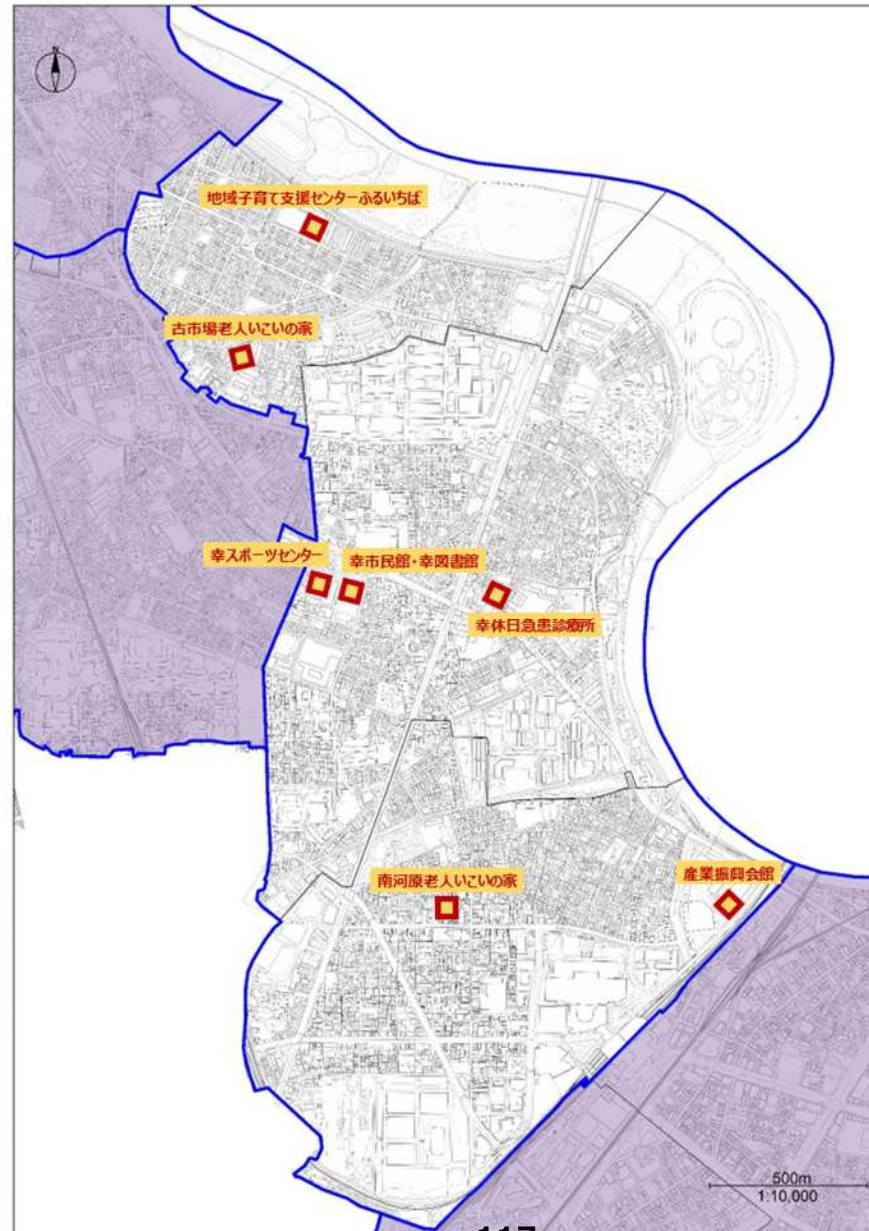 N
地域子育て支援センターふるいちば
古市場老人いこいの家
幸スポーツセンター
幸市民館・幸図書館
幸休日急患診療所
南河原老人いこいの家
産業振興会館
500m
1:10,000
117